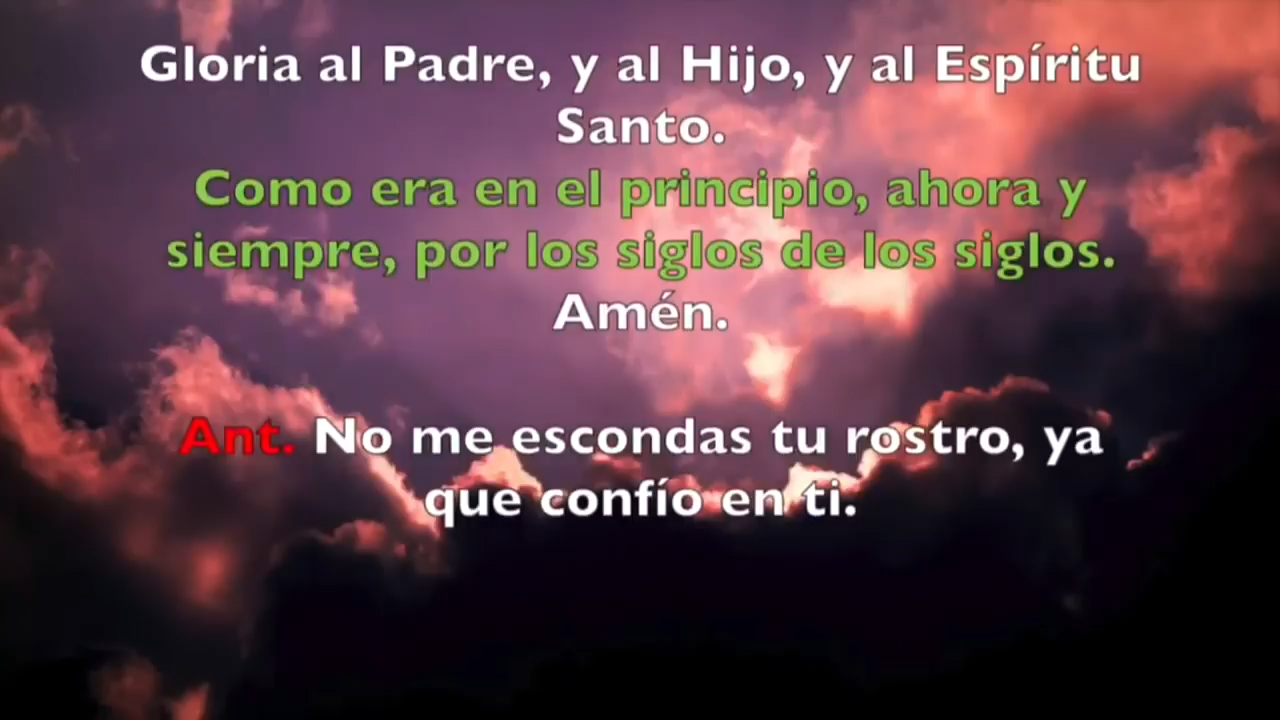 Gloria al Padre, y al Hijo, y al Espíritu
Santo.
Como era en el principio, ahora y
siempre, por los siglos de los siglos.
Amén.
Ant. No me escondas tu rostro, ya
que confío en ti.